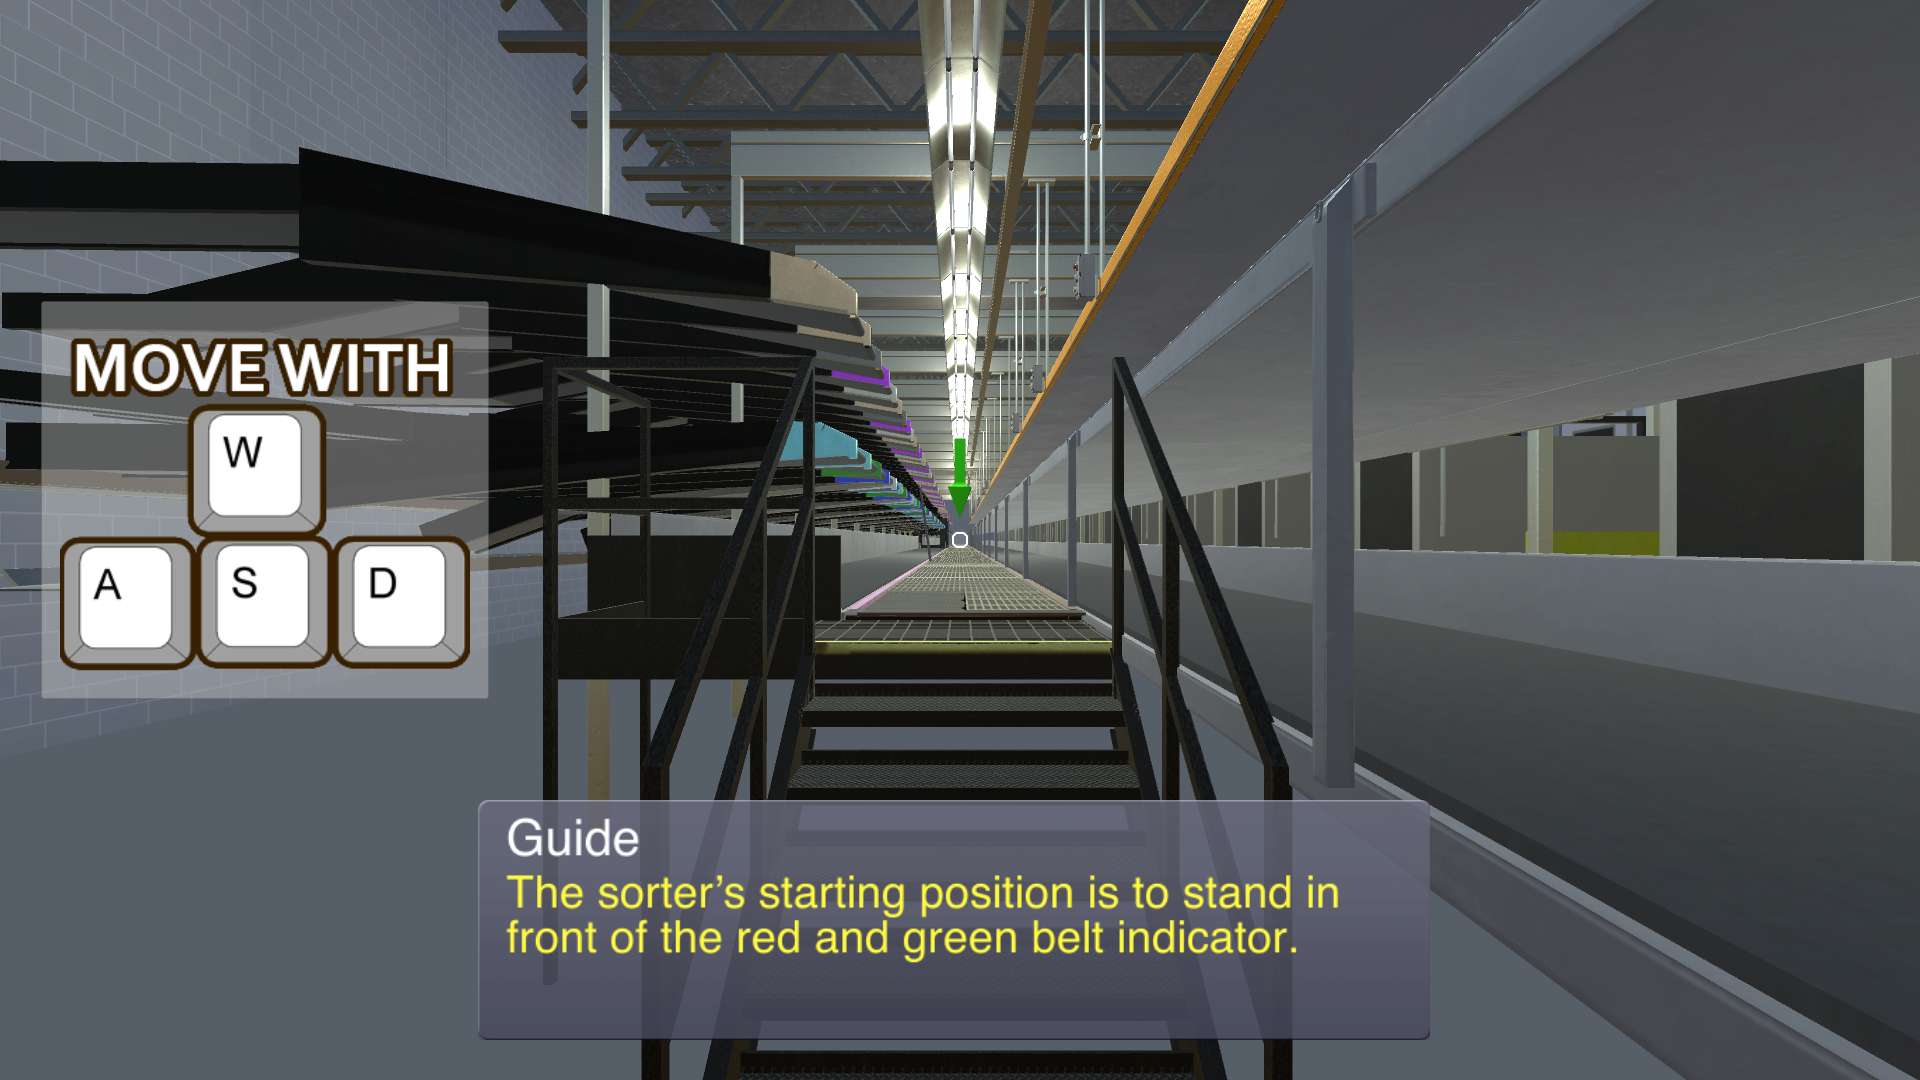 MOVE WITH
W
A S D
Guide
The sorter’s starting position is to stand in
front of the red and green belt indicator.